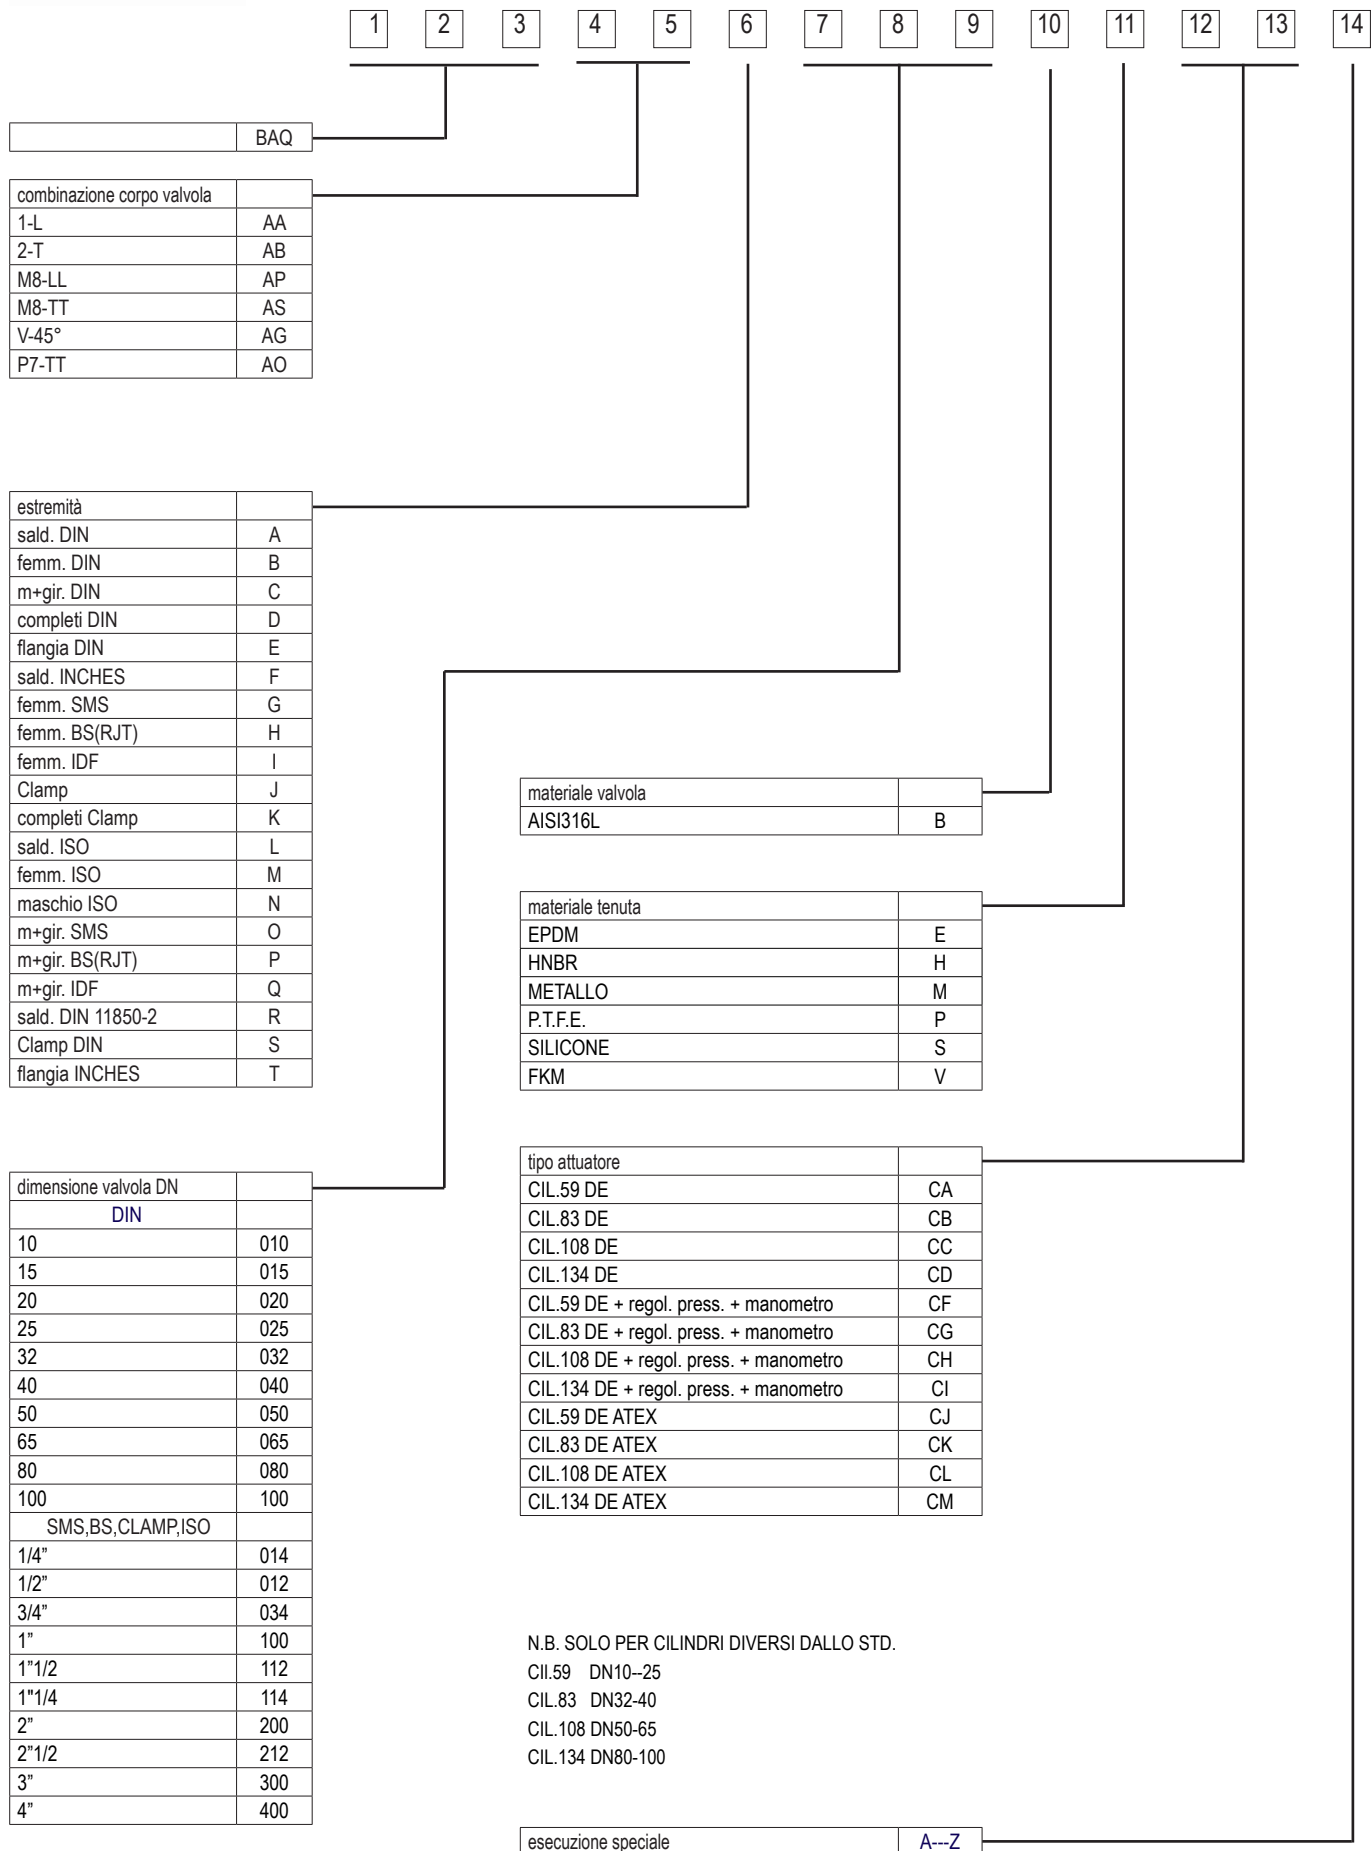 1 2 3 4 5 6 7 8 9 10 11 12 13 14
BAQ
combinazione corpo valvola
1-L AA
2-T AB
M8-LL AP
M8-TT AS
V-45° AG
P7-TT AO
estremità
sald. DIN A
femm. DIN B
m+gir. DIN C
completi DIN D
flangia DIN E
sald. INCHES F
femm. SMS G
femm. BS(RJT) H
femm. IDF I
Clamp J
completi Clamp K
sald. ISO L
femm. ISO M
maschio ISO N
m+gir. SMS O
m+gir. BS(RJT) P
m+gir. IDF Q
sald. DIN 11850-2 R
Clamp DIN S
flangia INCHES T
dimensione valvola DN
DIN
10 010
15 015
20 020
25 025
32 032
40 040
50 050
65 065
80 080
100 100
SMS,BS,CLAMP,ISO
1/4” 014
1/2” 012
3/4” 034
1” 100
1”1/2 112
1"1/4 114
2” 200
2”1/2 212
3” 300
4” 400
materiale valvola
AISI316L B
materiale tenuta
EPDM E
HNBR H
METALLO M
P.T.F.E. P
SILICONE S
FKM V
tipo attuatore
CIL.59 DE CA
CIL.83 DE CB
CIL.108 DE CC
CIL.134 DE CD
CIL.59 DE + regol. press. + manometro CF
CIL.83 DE + regol. press. + manometro CG
CIL.108 DE + regol. press. + manometro CH
CIL.134 DE + regol. press. + manometro CI
CIL.59 DE ATEX CJ
CIL.83 DE ATEX CK
CIL.108 DE ATEX CL
CIL.134 DE ATEX CM
N.B. SOLO PER CILINDRI DIVERSI DALLO STD.
CIl.59 DN10--25
CIL.83 DN32-40
CIL.108 DN50-65
CIL.134 DN80-100
esecuzione speciale A---Z